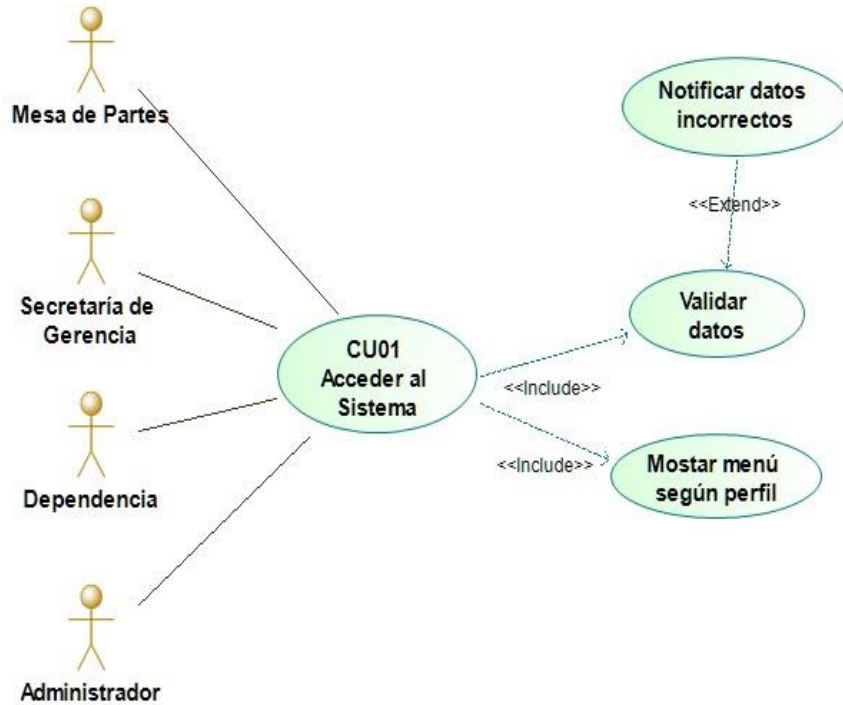 Mesa de Partes
Notificar datos
incorrectos
<<Extend>>
Secretaría de
Gerencia
Validar
datos
CU01
Acceder al
Sistema
<<Include>>
<<Include>>
Mostar menú
según perfil
Dependencia
Administrador